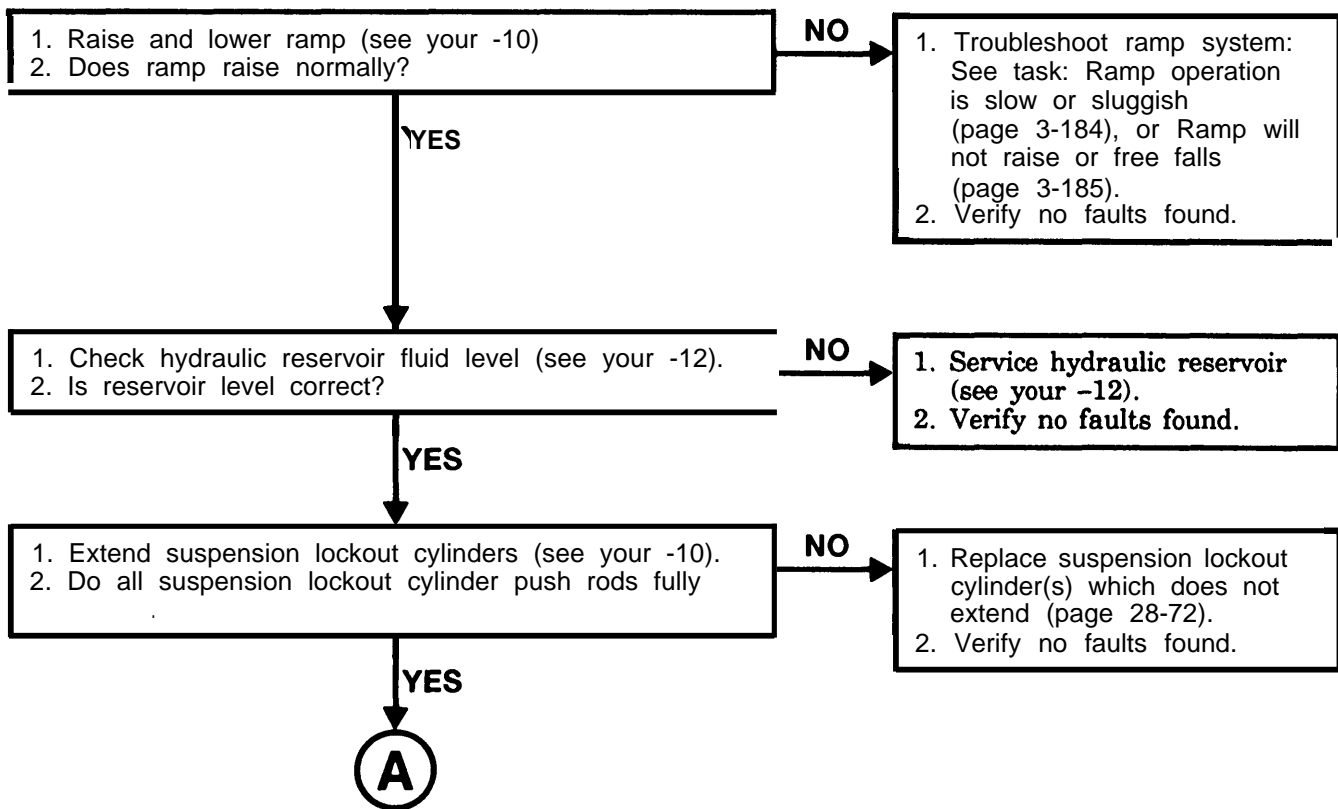 1. Raise and lower ramp (see your -10)
2. Does ramp raise normally?
NO
1. Troubleshoot ramp system:
See task: Ramp operation
is slow or sluggish
(page 3-184), or Ramp will
not raise or free falls
(page 3-185).
2. Verify no faults found.
YES
1. Check hydraulic reservoir fluid level (see your -12).
2. Is reservoir level correct?
NO
1. Service hydraulic reservoir
(see your –12).
2. Verify no faults found.
YES
1. Extend suspension lockout cylinders (see your -10).
2. Do all suspension lockout cylinder push rods fully
NO
1. Replace suspension lockout
cylinder(s) which does not
extend (page 28-72).
2. Verify no faults found.
YES
A